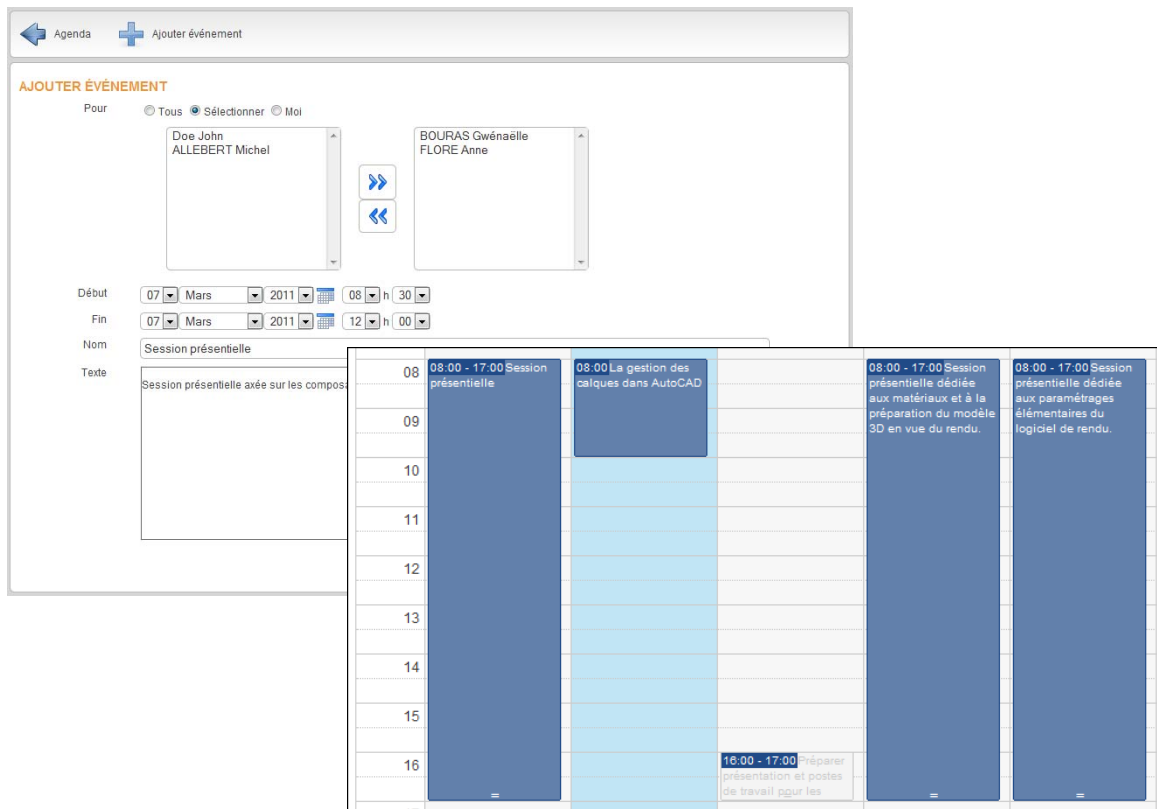 Agenda Ajouter événement
AJOUTER ÉVÉNEMENT
Pour Tous Sélectionner Moi
Doe John
ALLEBERT Michel
BOURAS Gwénaëlle
FLORE Anne
Début 07 Mars 2011 08 h 30
Fin 07 Mars 2011 12 h 00
Nom Session présentielle
Texte Session présentielle axée sur les
08
09
10
11
12
13
14
15
16
08:00 - 17:00 Session
présentielle
08:00 La gestion des
calques dans AutoCAD
16:00 - 17:00 Préparer
présentation et postes
de travail pour les
08:00 - 17:00 Session
présentielle dédiée
aux matériaux et à la
préparation du modèle
3D en vue du rendu.
08:00 - 17:00 Session
présentielle dédiée
aux paramétrages
élémentaires du
logiciel de rendu.